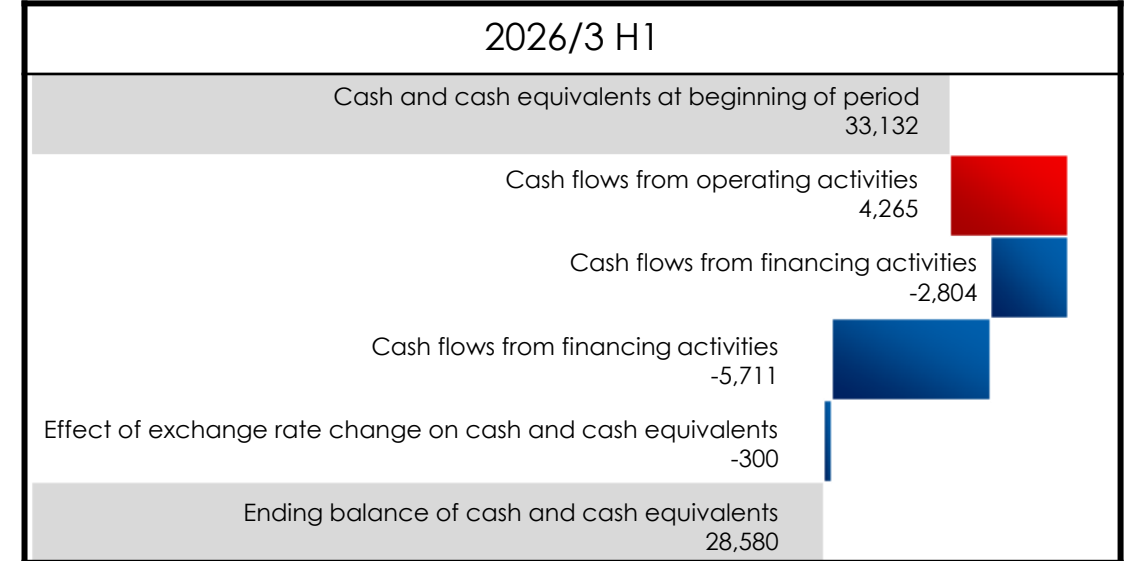 2026/3 H1
Cash and cash equivalents at beginning of period
33,132
Cash flows from operating activities
4,265
Cash flows from financing activities
-2,804
Cash flows from financing activities
-5,711
Effect of exchange rate change on cash and cash equivalents
-300
Ending balance of cash and cash equivalents
28,580